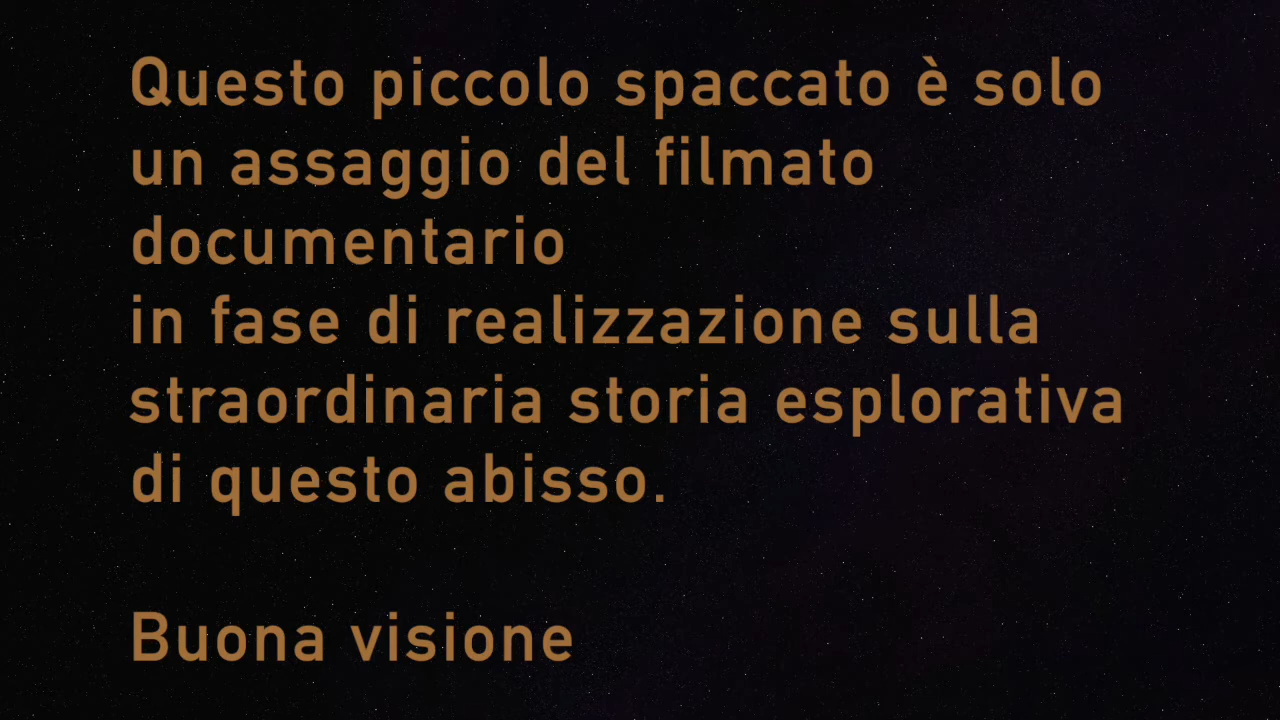 Questo piccolo spaccato è solo
un assaggio del filmato
documentario
in fase di realizzazione sulla
straordinaria storia esplorativa
di questo abisso.
Buona visione